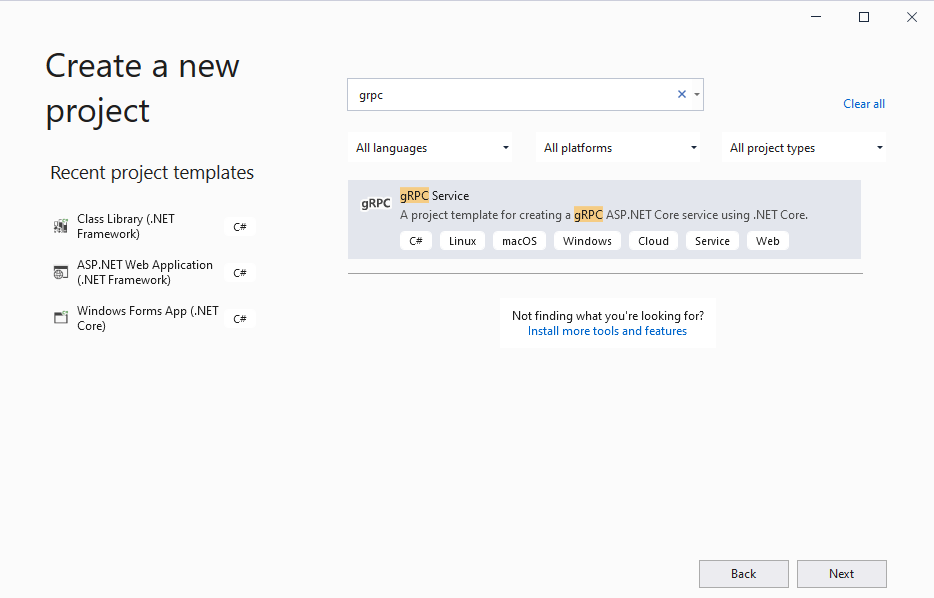 Create a new
project
Recent project templates
Class Library (.NET
Framework)
C#
ASP.NET Web Application
(.NET Framework)
C#
Windows Forms App (.NET
Core)
C#
grpc
Clear all
All languages
All platforms
All project types
gRPC
gRPC Service
A project template for creating a gRPC ASP.NET Core service using .NET Core.
C# Linux macOS Windows Cloud Service Web
Not finding what you're looking for?
Install more tools and features
Back
Next